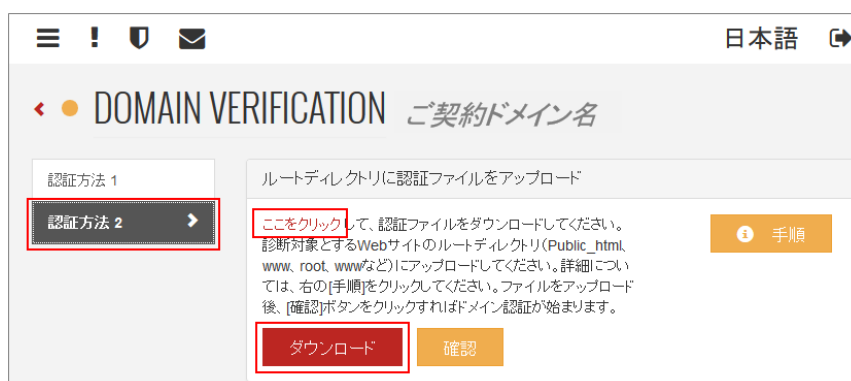 日本語
DOMAIN VERIFICATION ご契約ドメイン名
認証方法 1
認証方法 2
ルートディレクトリに認証ファイルをアップロード
ここをクリックして、認証ファイルをダウンロードしてください。
診断対象とするWebサイトのルートディレクトリ(Public_html、
www、root、wwwなど)にアップロードしてください。詳細につい
ては、右の[手順]をクリックしてください。ファイルをアップロード
後、[確認]ボタンをクリックすればドメイン認証が始まります。
手順
ダウンロード
確認